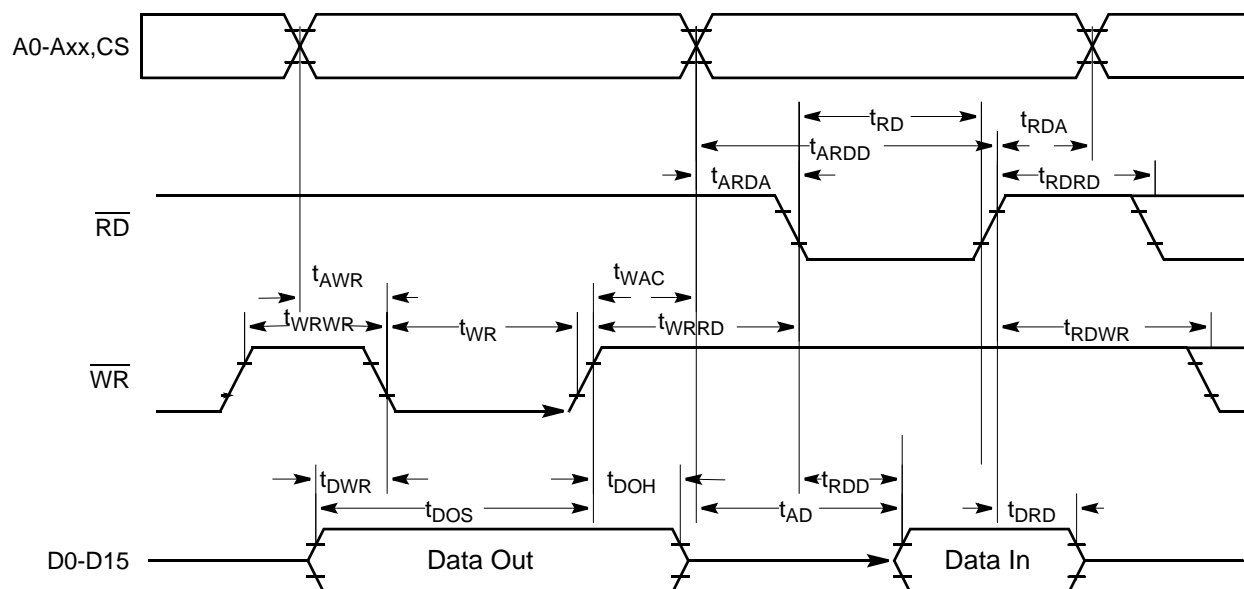 A0-Axx,CS
tRD
tRDA
tARDD
tARDA
tRDRD
RD
tAWR
tWAC
tWRWR
tWR
tWRRD
tRDWR
WR
tDWR
tDOH
tRDD
tDOS
tAD
tDRD
D0-D15
Data Out
Data In